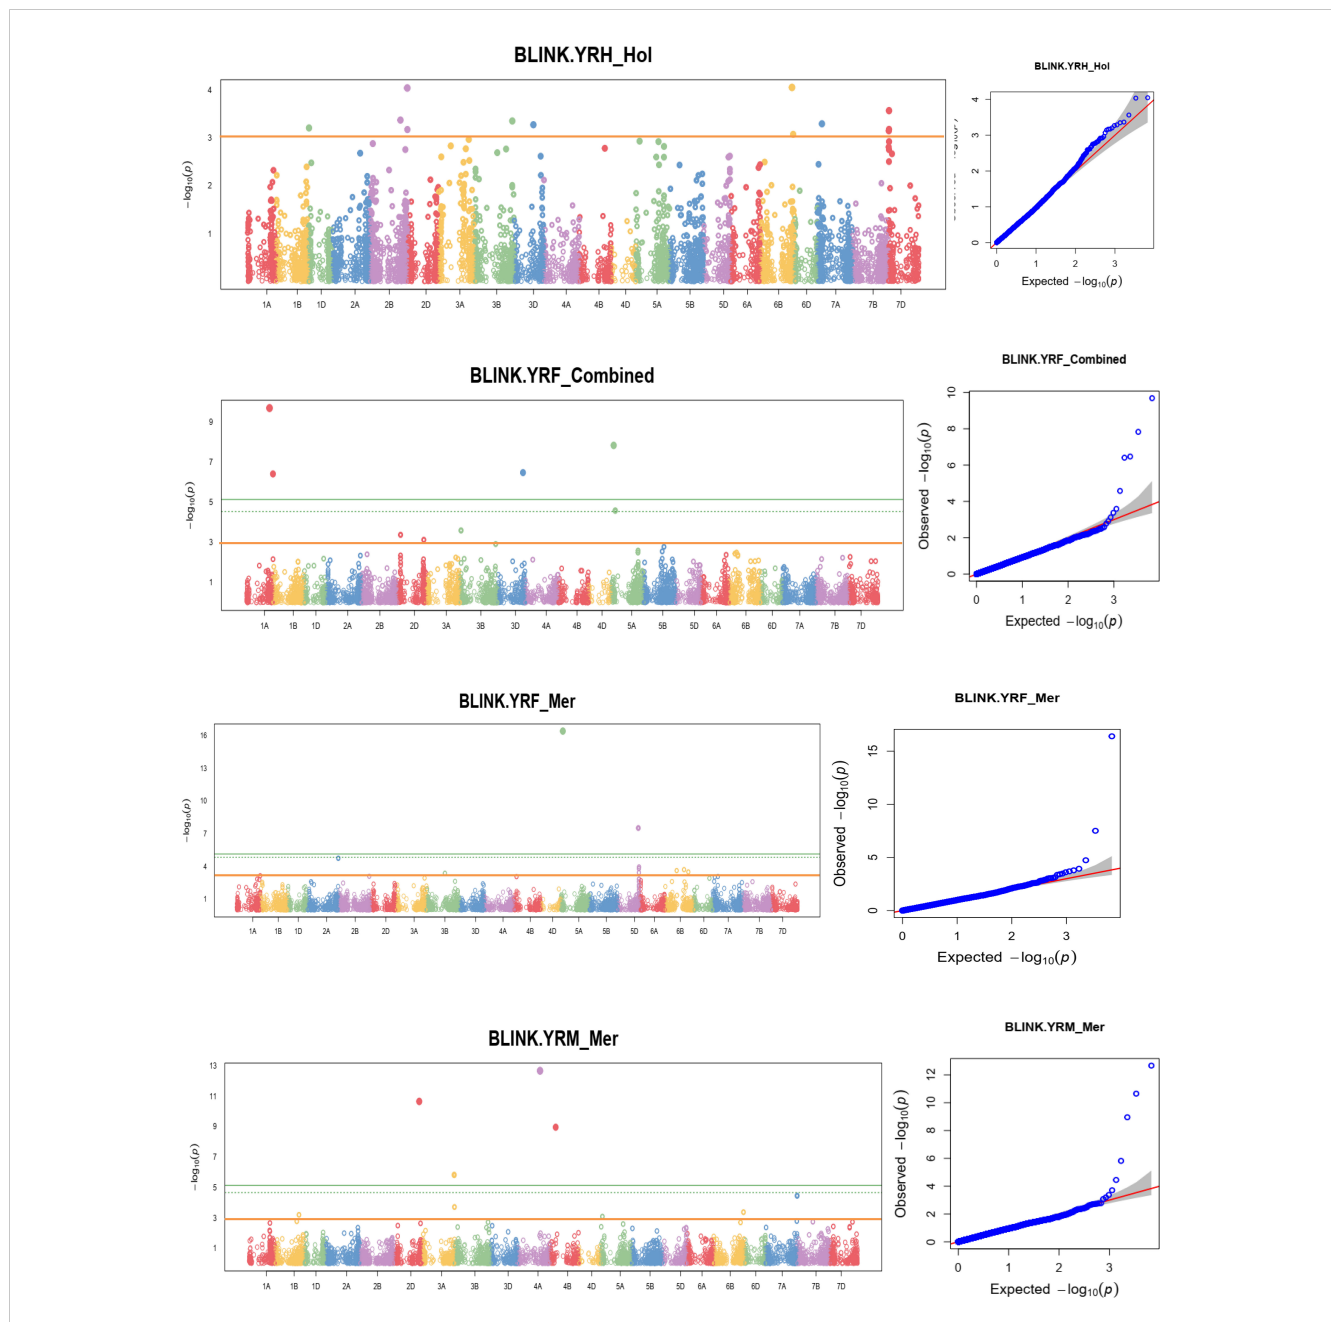 BLINK.YRH_Hol
−log₁₀(p)
4
3
2
1
1A 1B 1D 2A 2B 2D 3A 3B 3D 4A 4B 4D 5A 5B 5D 6A 6B 6D 7A 7B 7D
BLINK.YRH_Hol
4
3
2
1
0
0 1 2 3
Expected −log₁₀(p)
BLINK.YRF_Combined
−log₁₀(p)
9
7
5
3
1
1A 1B 1D 2A 2B 2D 3A 3B 3D 4A 4B 4D 5A 5B 5D 6A 6B 6D 7A 7B 7D
BLINK.YRF_Combined
Observed −log₁₀(p)
10
8
6
4
2
0
0 1 2 3
Expected −log₁₀(p)
BLINK.YRF_Mer
−log₁₀(p)
16
13
10
7
4
1
1A 1B 1D 2A 2B 2D 3A 3B 3D 4A 4B 4D 5A 5B 5D 6A 6B 6D 7A 7B 7D
BLINK.YRF_Mer
Observed −log₁₀(p)
15
10
5
0
0 1 2 3
Expected −log₁₀(p)
BLINK.YRM_Mer
−log₁₀(p)
13
11
9
7
5
3
1
1A 1B 1D 2A 2B 2D 3A 3B 3D 4A 4B 4D 5A 5B 5D 6A 6B 6D 7A 7B 7D
BLINK.YRM_Mer
Observed −log₁₀(p)
12
10
8
6
4
2
0
0 1 2 3
Expected −log₁₀(p)